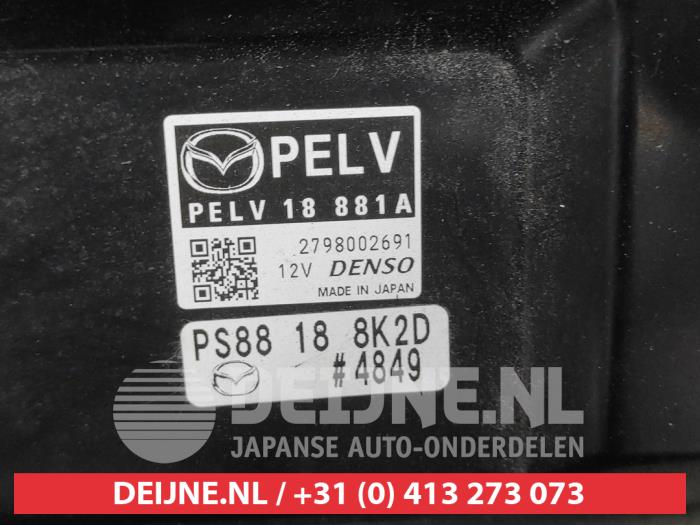 PELV
PELV 18 881A
2798002691
12V DENSO
MADE IN JAPAN
PS88 18 8K2D
#4849
DEIJNE.NL
JAPANSE AUTO-ONDERDELEN
DEIJNE.NL / +31 (0) 413 273 073